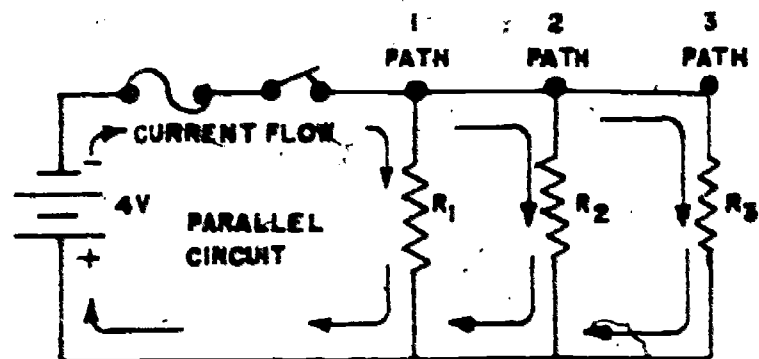 1 2 3
PATH PATH PATH
CURRENT FLOW
−
4V
PARALLEL
CIRCUIT
+
R1 R2 R3